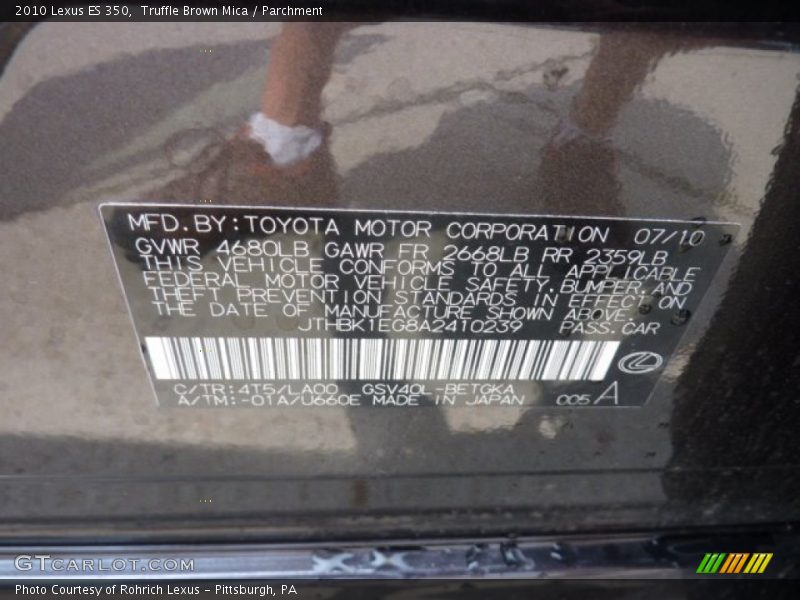 2010 Lexus ES 350,  Truffle Brown Mica / Parchment
MFD. BY: TOYOTA MOTOR CORPORATION 07/10
GVWR 4680LB GAWR FR 2668LB RR 2359LB
THIS VEHICLE CONFORMS TO ALL APPLICABLE
FEDERAL MOTOR VEHICLE SAFETY, BUMPER, AND
THEFT PREVENTION STANDARDS IN EFFECT ON
THE DATE OF MANUFACTURE SHOWN ABOVE.
JTHBK1EG8A2410239 PASS. CAR
C/TR: 4T5/LA00 GSV40L-BETGKA
A/TM: -01A/U660E MADE IN JAPAN 005 A
GTCARLOT.COM
Photo Courtesy of Rohrich Lexus - Pittsburgh, PA